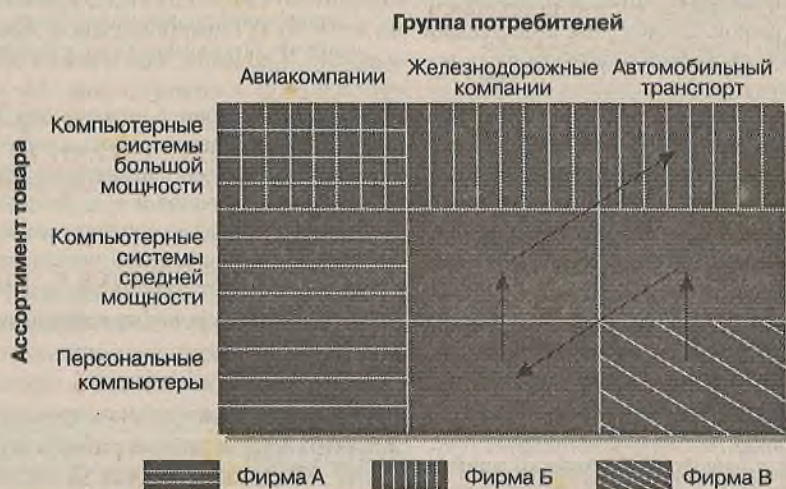 Группа потребителей
Авиакомпании
Железнодорожные
компании
Автомобильный
транспорт
Ассортимент товара
Компьютерные
системы
большой
мощности
Компьютерные
системы
средней
мощности
Персональные
компьютеры
Фирма А
Фирма Б
Фирма В